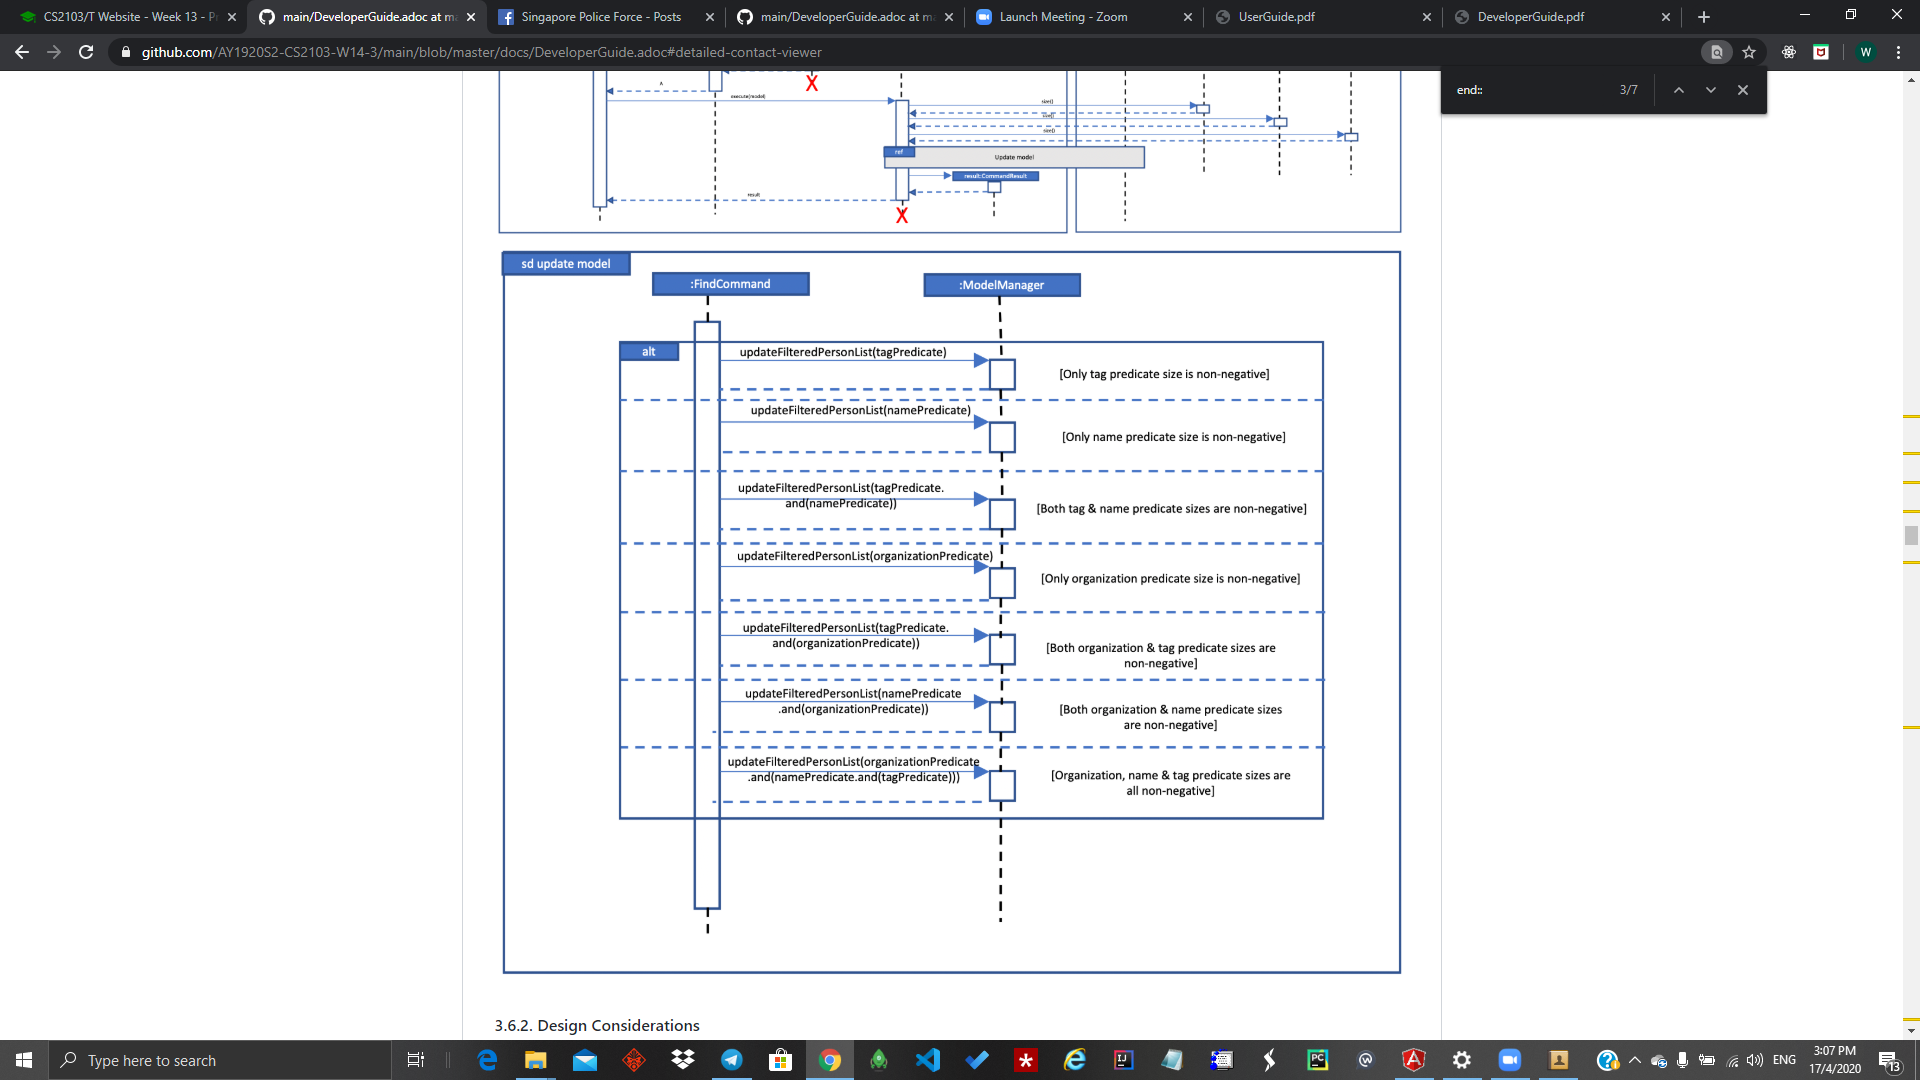 CS2103/T Website - Week 13 - Pr
main/DeveloperGuide.adoc at ma
Singapore Police Force - Posts
main/DeveloperGuide.adoc at ma
Launch Meeting - Zoom
UserGuide.pdf
DeveloperGuide.pdf
github.com/AY1920S2-CS2103-W14-3/main/blob/master/docs/DeveloperGuide.adoc#detailed-contact-viewer
W
end::
3/7
A
X
execute(model)
size()
size()
size()
ref
Update model
result:CommandResult
result
X
sd update model
:FindCommand
:ModelManager
alt
updateFilteredPersonList(tagPredicate)
[Only tag predicate size is non-negative]
updateFilteredPersonList(namePredicate)
[Only name predicate size is non-negative]
updateFilteredPersonList(tagPredicate.
and(namePredicate))
[Both tag & name predicate sizes are non-negative]
updateFilteredPersonList(organizationPredicate)
[Only organization predicate size is non-negative]
updateFilteredPersonList(tagPredicate.
and(organizationPredicate))
[Both organization & tag predicate sizes are
non-negative]
updateFilteredPersonList(namePredicate
.and(organizationPredicate))
[Both organization & name predicate sizes
are non-negative]
updateFilteredPersonList(organizationPredicate
.and(namePredicate.and(tagPredicate)))
[Organization, name & tag predicate sizes are
all non-negative]
3.6.2. Design Considerations
Type here to search
ENG
3:07 PM
17/4/2020
13